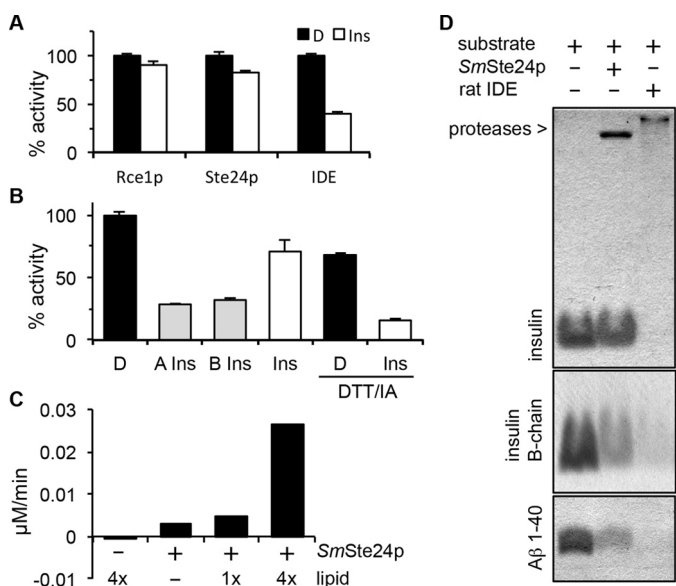 A
D Ins
% activity
100
50
0
Rce1p Ste24p IDE
B
% activity
100
50
0
D A Ins B Ins Ins D Ins
DTT/IA
C
µM/min
0.03
0.02
0.01
0
-0.01
– + + + SmSte24p
4x – 1x 4x lipid
D
substrate + + +
SmSte24p – + –
rat IDE – – +
proteases >
insulin
insulin
B-chain
Aβ 1-40